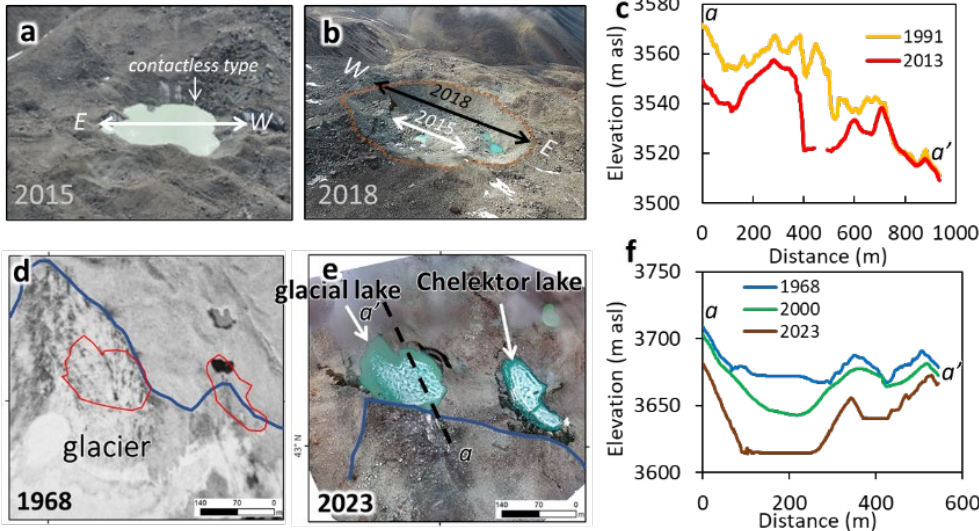 a
contactless type
E
W
2015
b
W
2018
2015
E
2018
c
3580
3560
3540
3520
3500
Elevation (m asl)
a
1991
2013
a'
0
200
400
600
800
1000
Distance (m)
d
glacier
1968
140
70
0
m
e
glacial lake
a'
Chelektor lake
a
43° N
2023
140
70
0
m
f
3750
3700
3650
3600
Elevation (m asl)
a
1968
2000
2023
a'
0
200
400
600
Distance (m)